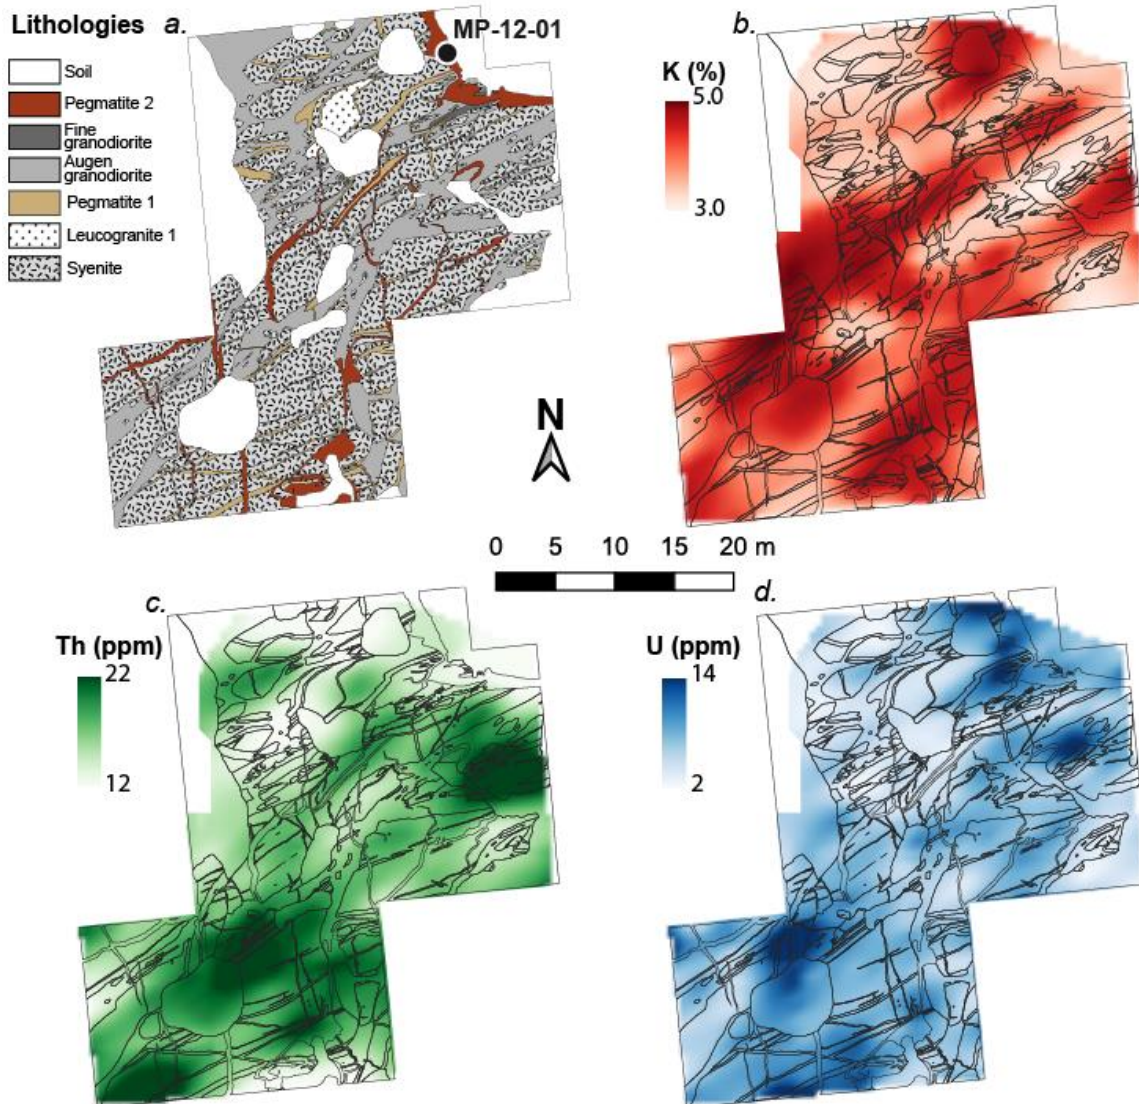 Lithologies
a.
MP-12-01
Soil
Pegmatite 2
Fine
granodiorite
Augen
granodiorite
Pegmatite 1
Leucogranite 1
Syenite
N
b.
K (%)
5.0
3.0
0 5 10 15 20 m
c.
Th (ppm)
22
12
d.
U (ppm)
14
2